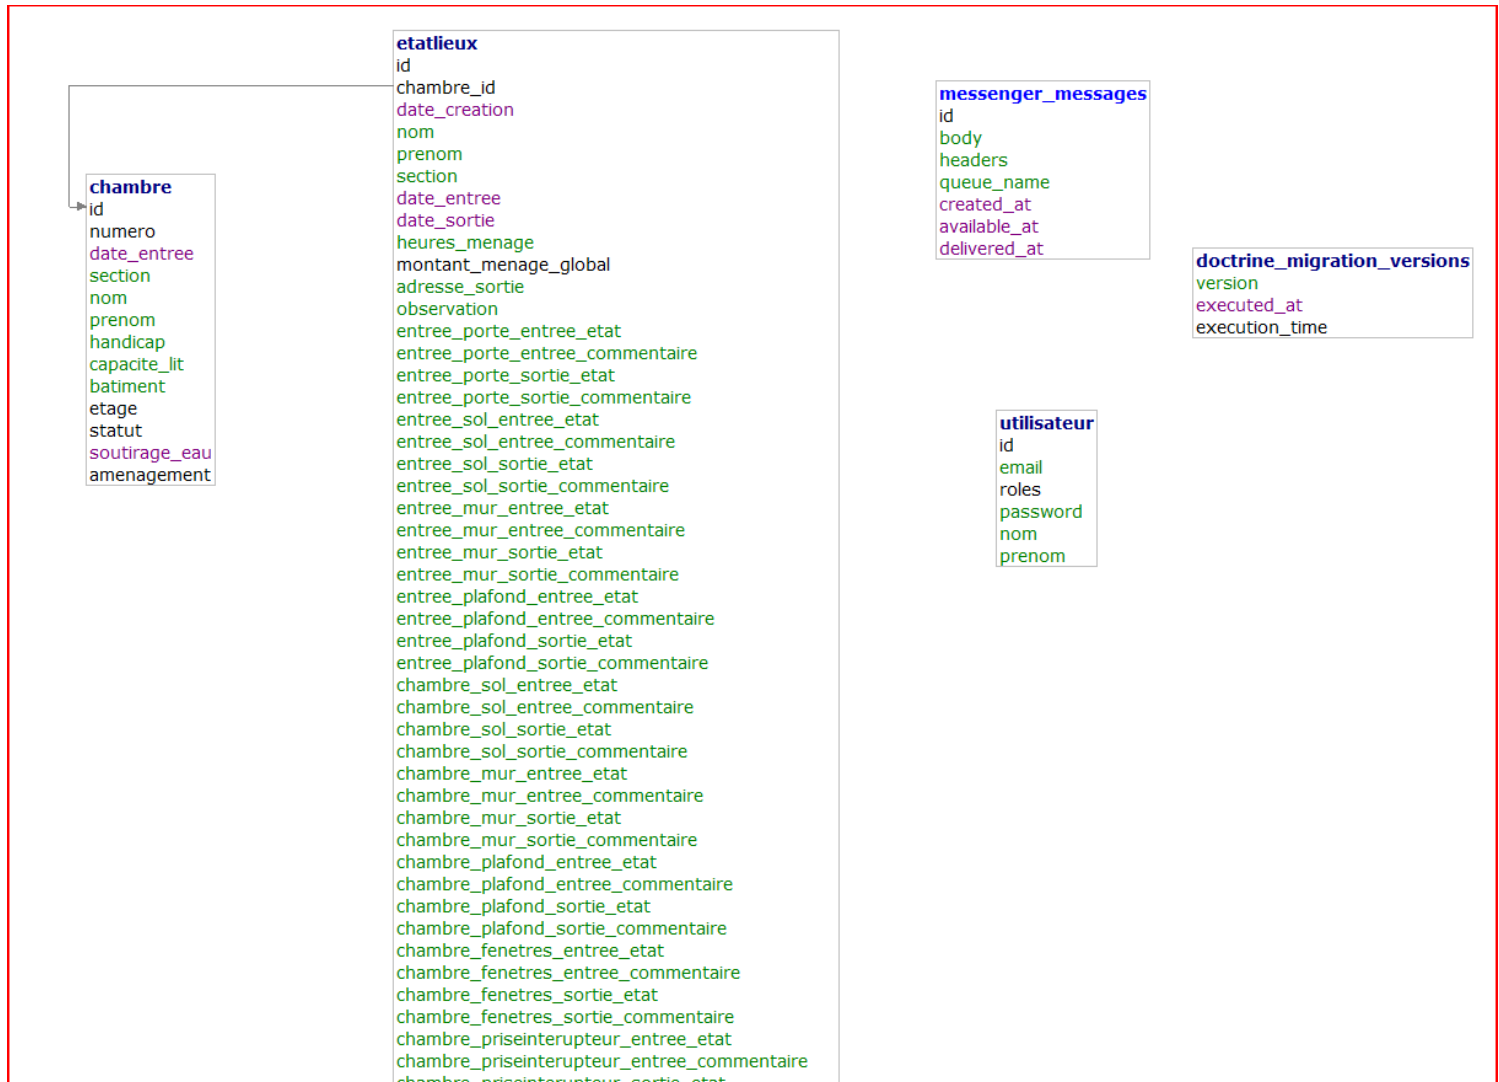 chambre
id
numero
date_entree
section
nom
prenom
handicap
capacite_lit
batiment
etage
statut
soutirage_eau
amenagement
etatlieux
id
chambre_id
date_creation
nom
prenom
section
date_entree
date_sortie
heures_menage
montant_menage_global
adresse_sortie
observation
entree_porte_entree_etat
entree_porte_entree_commentaire
entree_porte_sortie_etat
entree_porte_sortie_commentaire
entree_sol_entree_etat
entree_sol_entree_commentaire
entree_sol_sortie_etat
entree_sol_sortie_commentaire
entree_mur_entree_etat
entree_mur_entree_commentaire
entree_mur_sortie_etat
entree_mur_sortie_commentaire
entree_plafond_entree_etat
entree_plafond_entree_commentaire
entree_plafond_sortie_etat
entree_plafond_sortie_commentaire
chambre_sol_entree_etat
chambre_sol_entree_commentaire
chambre_sol_sortie_etat
chambre_sol_sortie_commentaire
chambre_mur_entree_etat
chambre_mur_entree_commentaire
chambre_mur_sortie_etat
chambre_mur_sortie_commentaire
chambre_plafond_entree_etat
chambre_plafond_entree_commentaire
chambre_plafond_sortie_etat
chambre_plafond_sortie_commentaire
chambre_fenetres_entree_etat
chambre_fenetres_entree_commentaire
chambre_fenetres_sortie_etat
chambre_fenetres_sortie_commentaire
chambre_priseinterupteur_entree_etat
chambre_priseinterupteur_entree_commentaire
chambre_priseinterupteur_sortie_etat
messenger_messages
id
body
headers
queue_name
created_at
available_at
delivered_at
doctrine_migration_versions
version
executed_at
execution_time
utilisateur
id
email
roles
password
nom
prenom